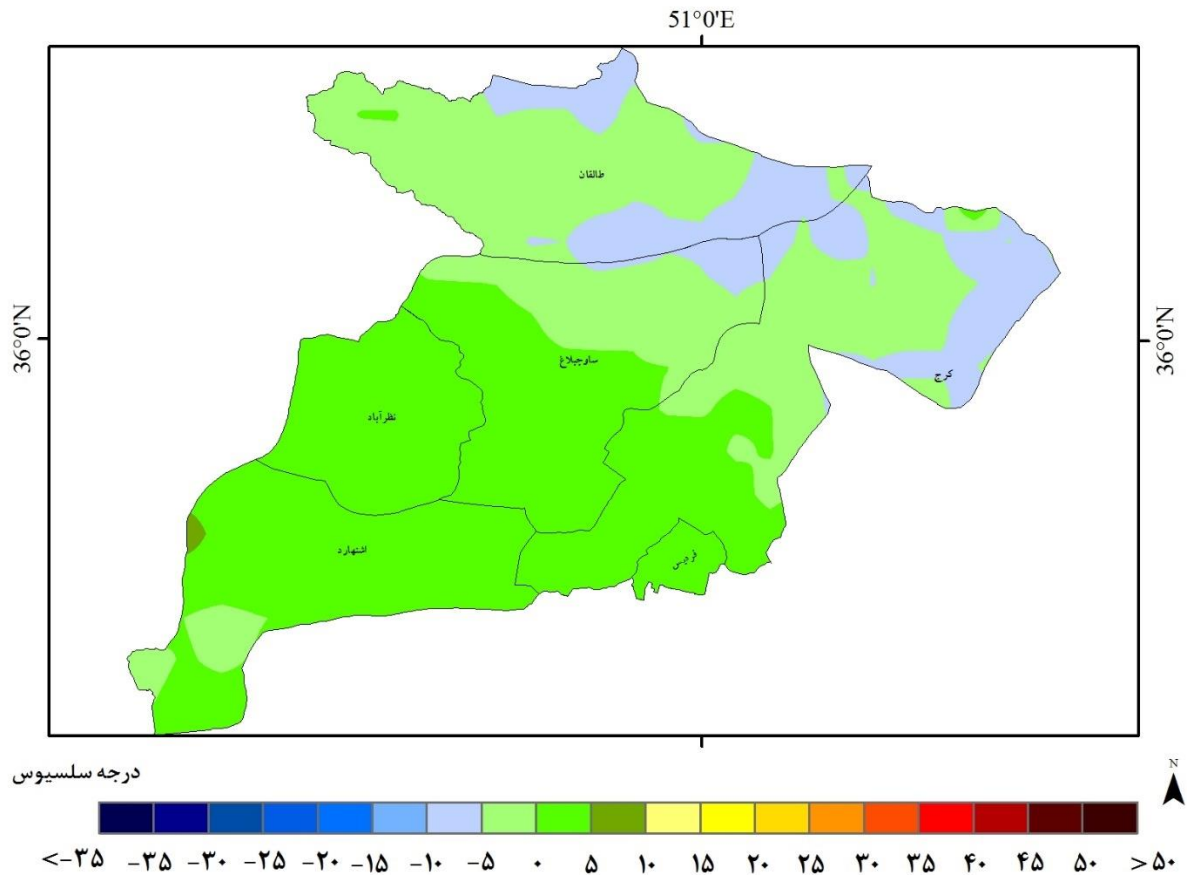 51°0'E
طالقان
36°0'N
36°0'N
ساوجبلاغ
کرج
نظرآباد
اشتهارد
فردیس
درجه سلسیوس
N
<-۳۵ -۳۵ -۳۰ -۲۵ -۲۰ -۱۵ -۱۰ -۵ ۰ ۵ ۱۰ ۱۵ ۲۰ ۲۵ ۳۰ ۳۵ ۴۰ ۴۵ ۵۰ >۵۰